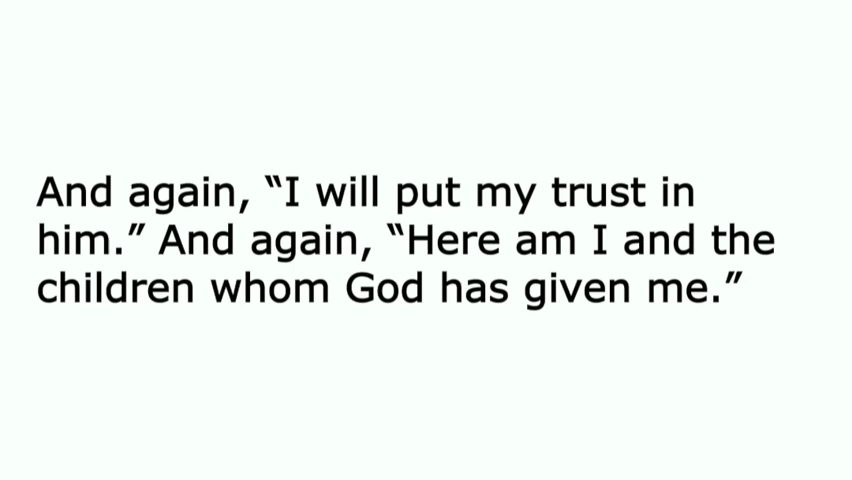 And again, “I will put my trust in
him.” And again, “Here am I and the
children whom God has given me.”